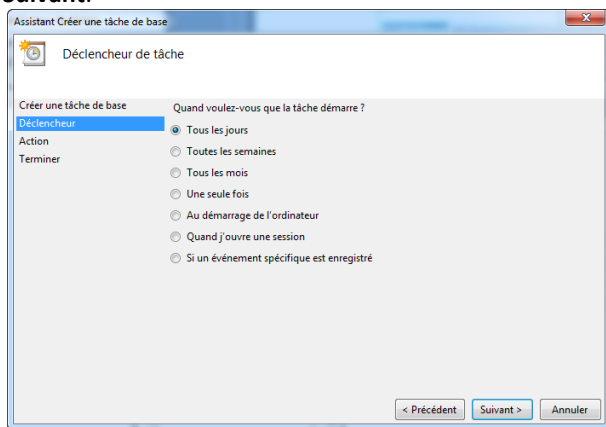 suivant.
Assistant Créer une tâche de base
Déclencheur de tâche
Créer une tâche de base
Déclencheur
Action
Terminer
Quand voulez-vous que la tâche démarre ?
Tous les jours
Toutes les semaines
Tous les mois
Une seule fois
Au démarrage de l'ordinateur
Quand j'ouvre une session
Si un événement spécifique est enregistré
< Précédent
Suivant >
Annuler